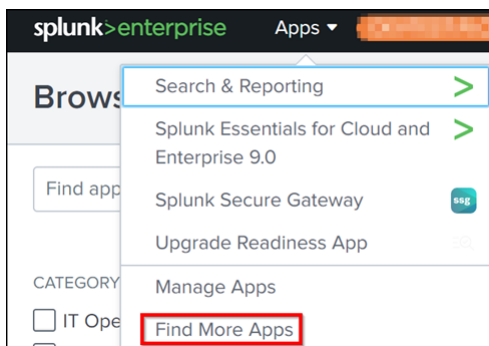 splunk>enterprise Apps
Brows
Search & Reporting
Splunk Essentials for Cloud and
Enterprise 9.0
Find app
Splunk Secure Gateway
ssg
Upgrade Readiness App
CATEGORY
Manage Apps
IT Ope
Find More Apps